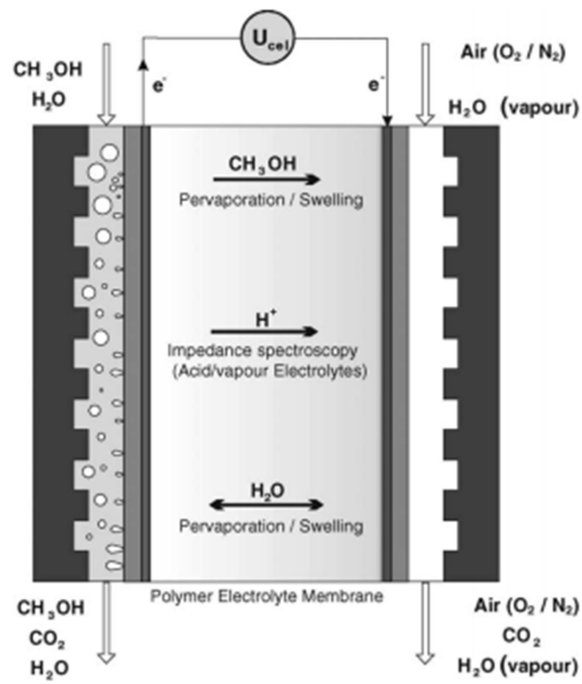 U cel
CH3OH
H2O
e-
e-
Air (O2 / N2)
H2O (vapour)
CH3OH
Pervaporation / Swelling
H+
Impedance spectroscopy
(Acid/vapour Electrolytes)
H2O
Pervaporation / Swelling
Polymer Electrolyte Membrane
CH3OH
CO2
H2O
Air (O2 / N2)
CO2
H2O (vapour)